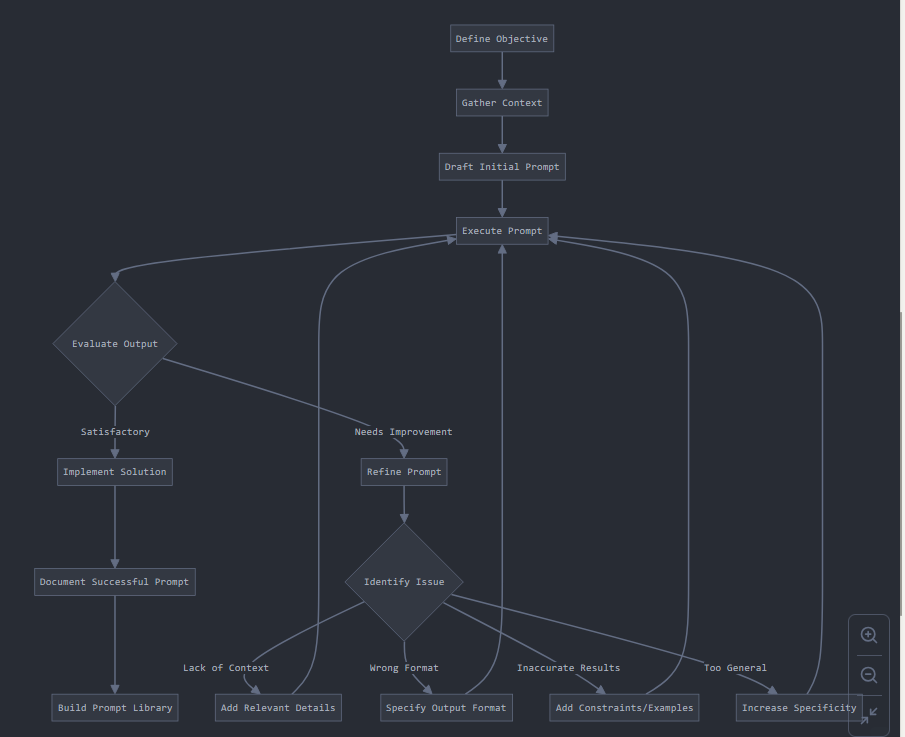 Define Objective
Gather Context
Draft Initial Prompt
Execute Prompt
Evaluate Output
Satisfactory
Needs Improvement
Implement Solution
Refine Prompt
Document Successful Prompt
Identify Issue
Lack of Context
Wrong Format
Inaccurate Results
Too General
Build Prompt Library
Add Relevant Details
Specify Output Format
Add Constraints/Examples
Increase Specificity